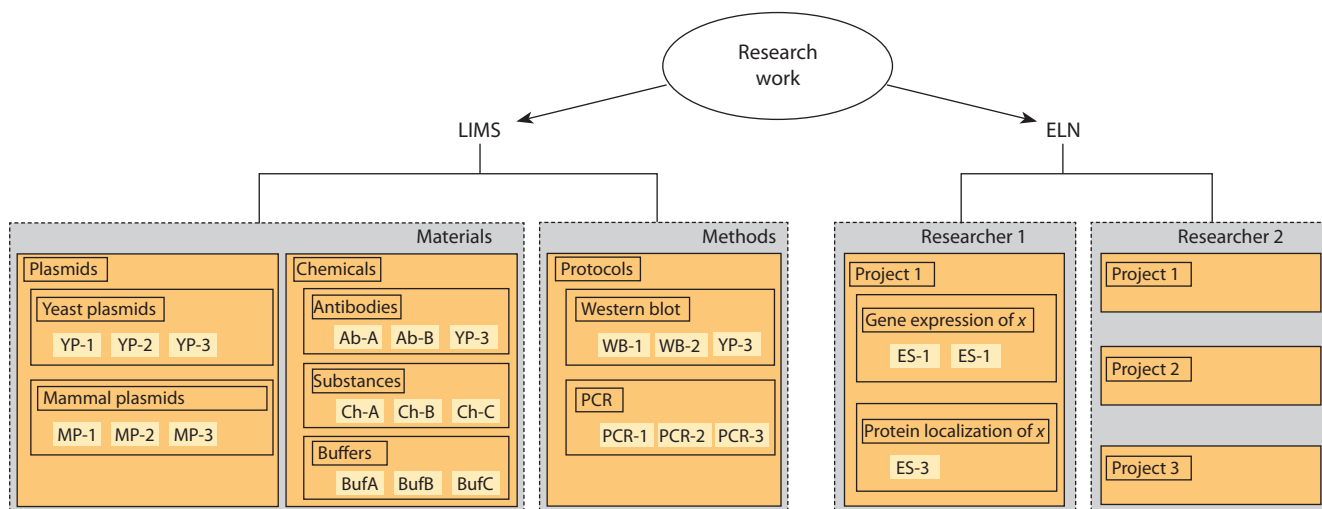 Research
work
LIMS
ELN
Materials
Plasmids
Yeast plasmids
YP-1 YP-2 YP-3
Mammal plasmids
MP-1 MP-2 MP-3
Chemicals
Antibodies
Ab-A Ab-B YP-3
Substances
Ch-A Ch-B Ch-C
Buffers
BufA BufB BufC
Methods
Protocols
Western blot
WB-1 WB-2 YP-3
PCR
PCR-1 PCR-2 PCR-3
Researcher 1
Project 1
Gene expression of x
ES-1 ES-1
Protein localization of x
ES-3
Researcher 2
Project 1
Project 2
Project 3